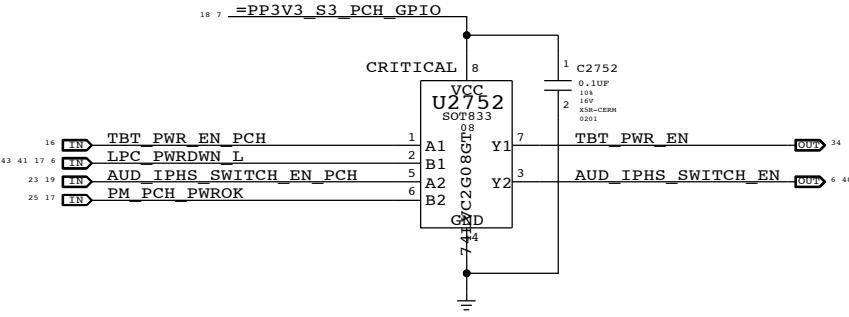 18 7 =PP3V3_S3_PCH_GPIO
CRITICAL
8
1 C2752
0.1UF
10%
16V
X5R-CERM
0201
2
VCC
U2752
SOT833
08
74LVC2G08GT
16 IN TBT_PWR_EN_PCH 1 A1
Y1 7 TBT_PWR_EN OUT 34
43 41 17 6 IN LPC_PWRDWN_L 2 B1
23 19 IN AUD_IPHS_SWITCH_EN_PCH 5 A2
Y2 3 AUD_IPHS_SWITCH_EN OUT 6
25 17 IN PM_PCH_PWROK 6 B2
GND
4